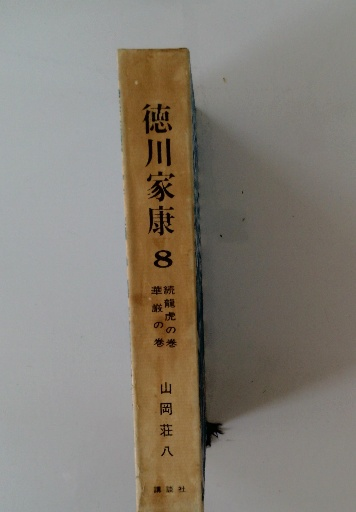 徳川家康
8
続龍虎の巻
華厳の巻
山岡荘八
講談社